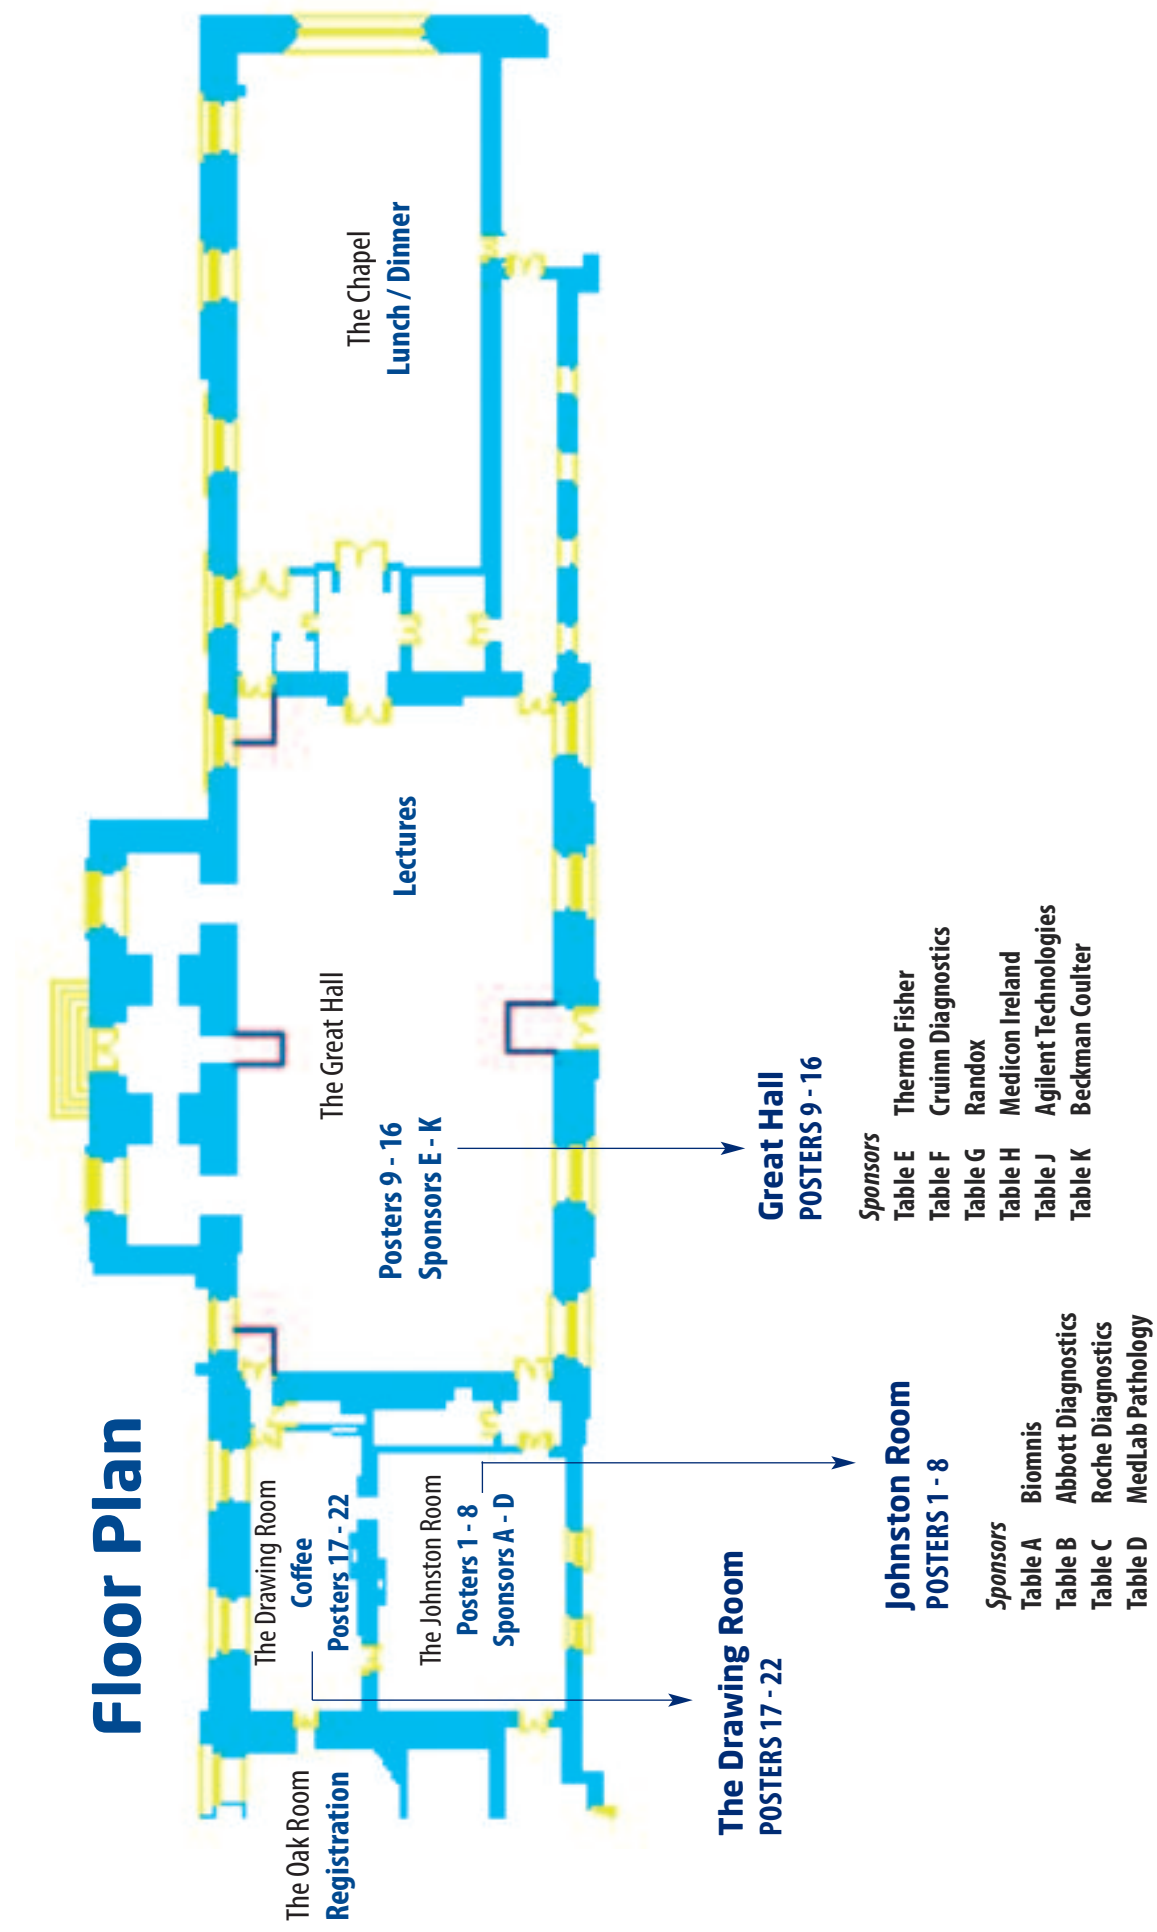 Floor Plan
The Oak Room
Registration
The Drawing Room
Coffee
Posters 17 - 22
The Johnston Room
Posters 1 - 8
Sponsors A - D
The Great Hall
Posters 9 - 16
Sponsors E - K
Lectures
The Chapel
Lunch / Dinner
The Drawing Room
POSTERS 17 - 22
Johnston Room
POSTERS 1 - 8
Sponsors
Table A Biomnis
Table B Abbott Diagnostics
Table C Roche Diagnostics
Table D MedLab Pathology
Great Hall
POSTERS 9 - 16
Sponsors
Table E Thermo Fisher
Table F Cruinn Diagnostics
Table G Randox
Table H Medicon Ireland
Table J Agilent Technologies
Table K Beckman Coulter